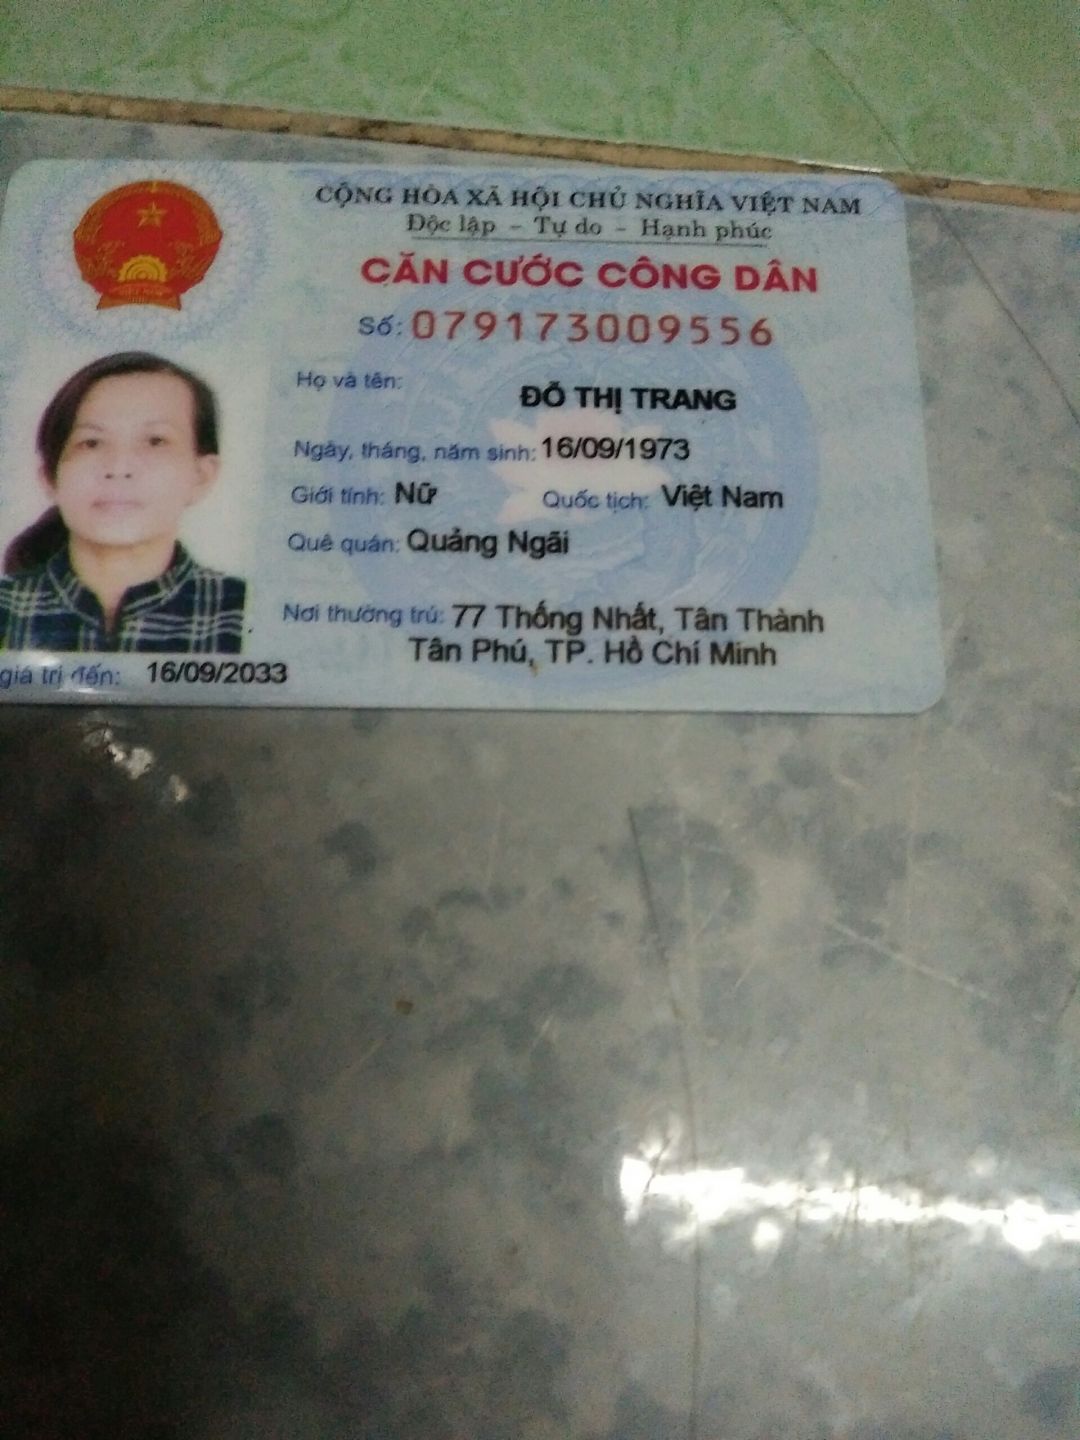 CỘNG HÒA XÃ HỘI CHỦ NGHĨA VIỆT NAM
Độc lập – Tự do – Hạnh phúc
CĂN CƯỚC CÔNG DÂN
Số: 079173009556
Họ và tên:
ĐỖ THỊ TRANG
Ngày, tháng, năm sinh: 16/09/1973
Giới tính: Nữ Quốc tịch: Việt Nam
Quê quán: Quảng Ngãi
Nơi thường trú: 77 Thống Nhất, Tân Thành
Tân Phú, TP. Hồ Chí Minh
giá trị đến: 16/09/2033